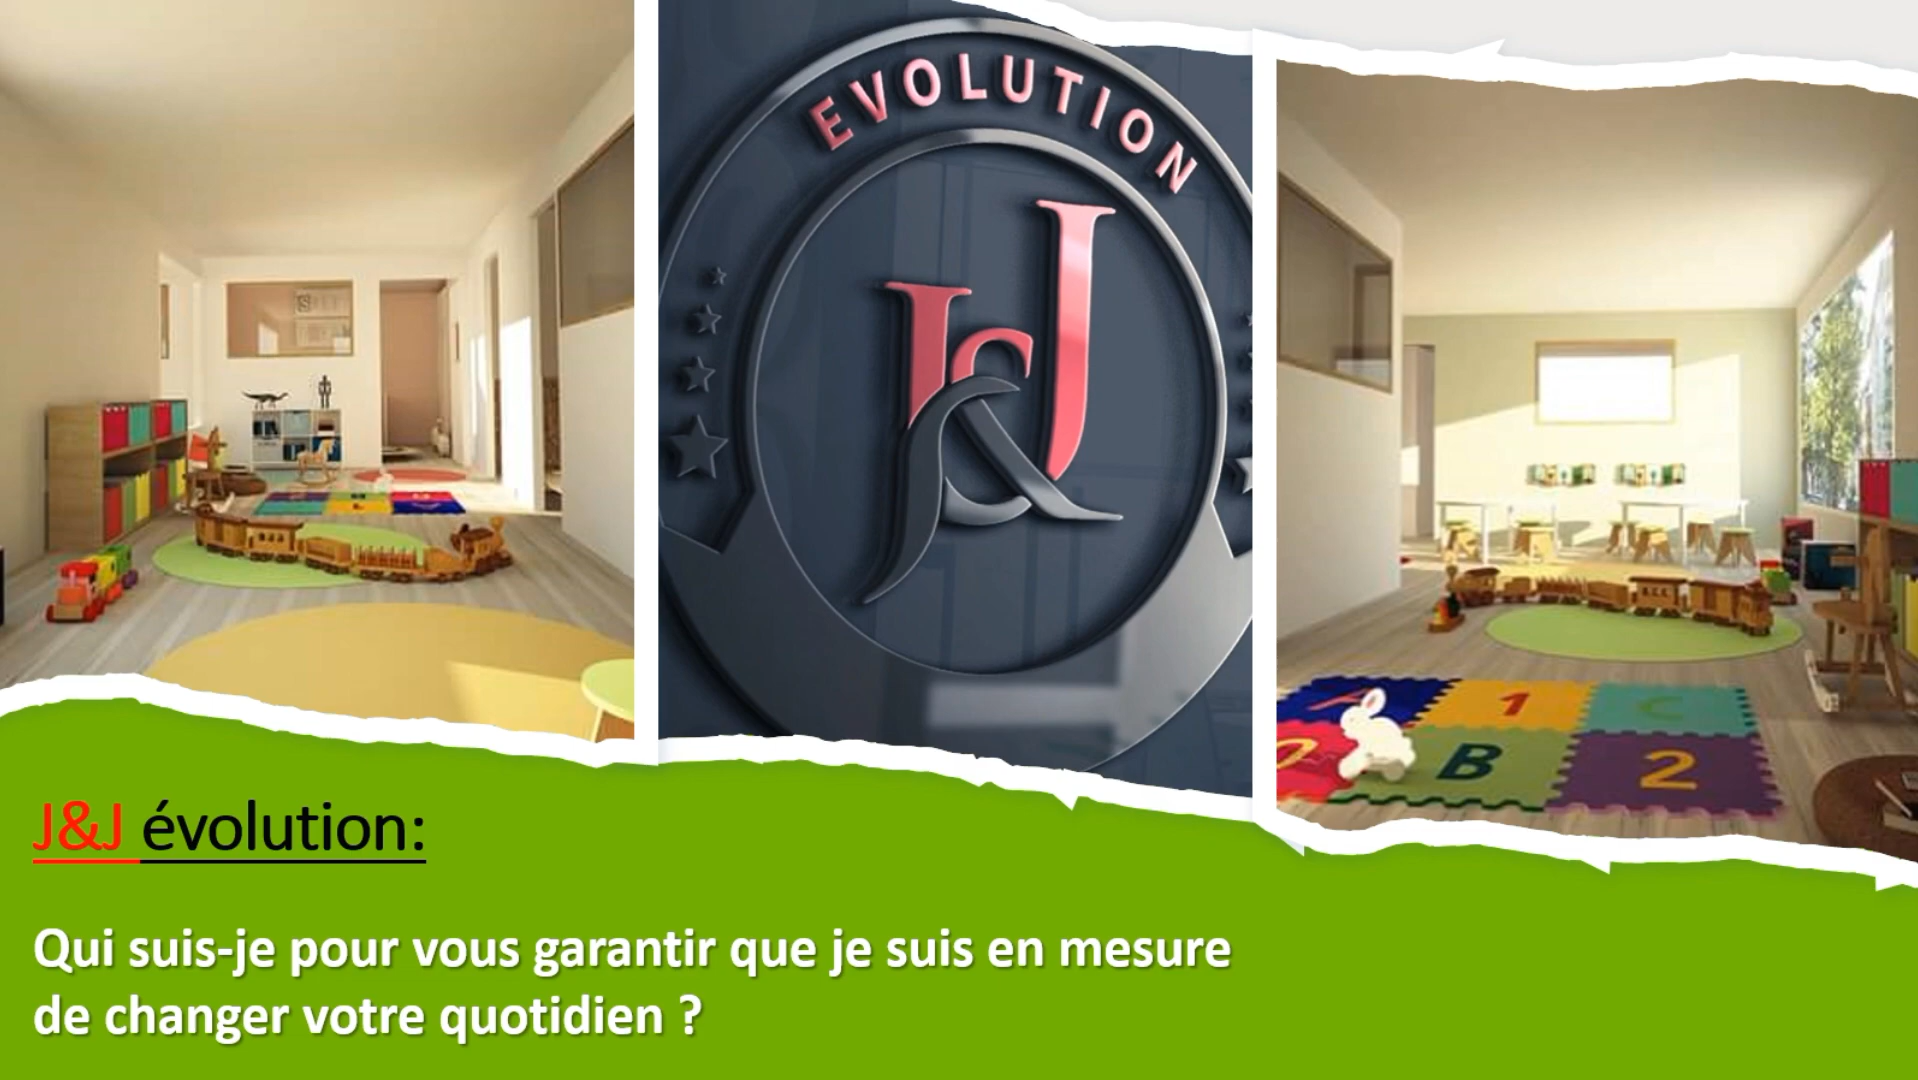 EVOLUTION
J&J
A 1 C
B 2
J&J évolution:
Qui suis-je pour vous garantir que je suis en mesure
de changer votre quotidien ?